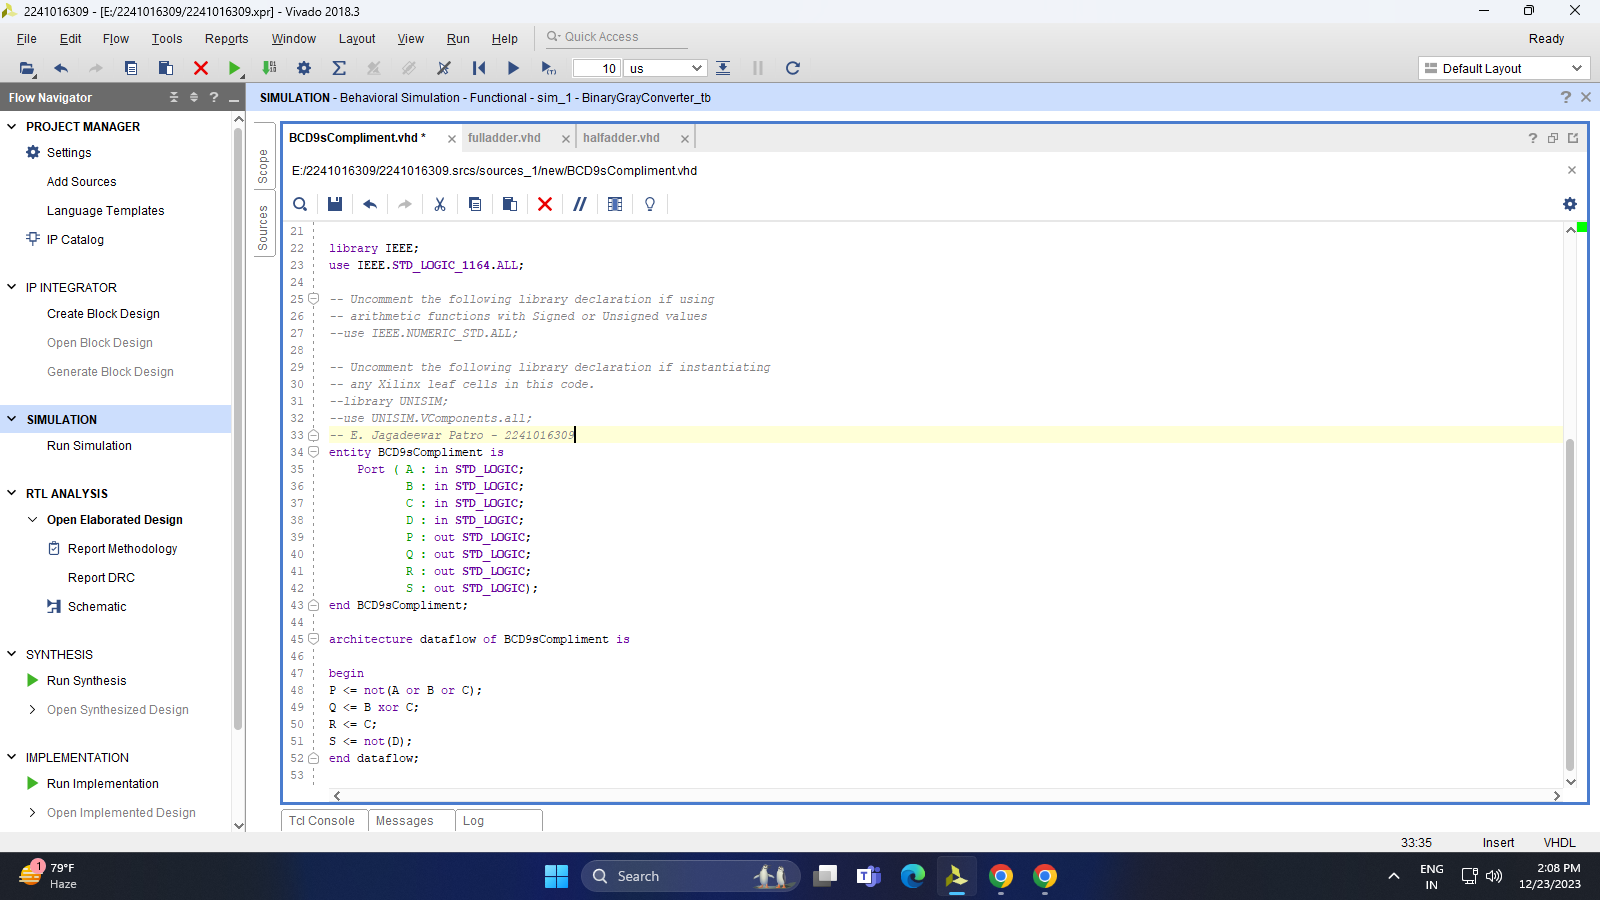 2241016309 - [E:/2241016309/2241016309.xpr] - Vivado 2018.3
File Edit Flow Tools Reports Window Layout View Run Help Quick Access Ready
10 us Default Layout
Flow Navigator
SIMULATION - Behavioral Simulation - Functional - sim_1 - BinaryGrayConverter_tb
PROJECT MANAGER
Settings
Add Sources
Language Templates
IP Catalog
IP INTEGRATOR
Create Block Design
Open Block Design
Generate Block Design
SIMULATION
Run Simulation
RTL ANALYSIS
Open Elaborated Design
Report Methodology
Report DRC
Schematic
SYNTHESIS
Run Synthesis
Open Synthesized Design
IMPLEMENTATION
Run Implementation
Open Implemented Design
Scope
Sources
BCD9sCompliment.vhd * fulladder.vhd halfadder.vhd
E:/2241016309/2241016309.srcs/sources_1/new/BCD9sCompliment.vhd
21
22 library IEEE;
23 use IEEE.STD_LOGIC_1164.ALL;
24
25 -- Uncomment the following library declaration if using
26 -- arithmetic functions with Signed or Unsigned values
27 --use IEEE.NUMERIC_STD.ALL;
28
29 -- Uncomment the following library declaration if instantiating
30 -- any Xilinx leaf cells in this code.
31 --library UNISIM;
32 --use UNISIM.VComponents.all;
33 -- E. Jagadeewar Patro - 2241016309
34 entity BCD9sCompliment is
35 Port ( A : in STD_LOGIC;
36 B : in STD_LOGIC;
37 C : in STD_LOGIC;
38 D : in STD_LOGIC;
39 P : out STD_LOGIC;
40 Q : out STD_LOGIC;
41 R : out STD_LOGIC;
42 S : out STD_LOGIC);
43 end BCD9sCompliment;
44
45 architecture dataflow of BCD9sCompliment is
46
47 begin
48 P <= not(A or B or C);
49 Q <= B xor C;
50 R <= C;
51 S <= not(D);
52 end dataflow;
53
Tcl Console Messages Log
33:35 Insert VHDL
1
79°F
Haze
Search
ENG
IN
2:08 PM
12/23/2023